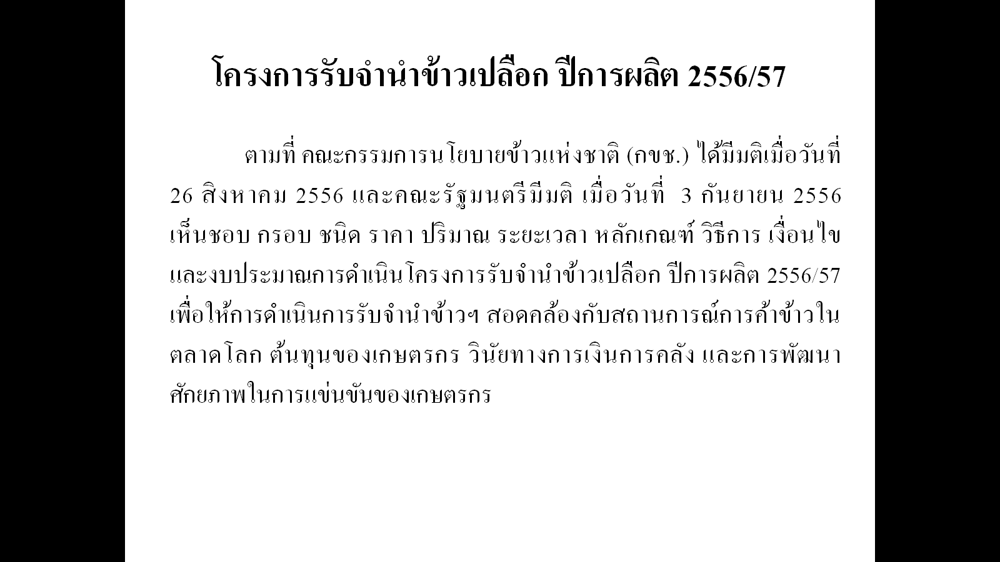 โครงการรับจำนำข้าวเปลือก ปีการผลิต 2556/57
ตามที่ คณะกรรมการนโยบายข้าวแห่งชาติ (กขช.) ได้มีมติเมื่อวันที่
26 สิงหาคม 2556 และคณะรัฐมนตรีมีมติ เมื่อวันที่ 3 กันยายน 2556
เห็นชอบ กรอบ ชนิด ราคา ปริมาณ ระยะเวลา หลักเกณฑ์ วิธีการ เงื่อนไข
และงบประมาณการดำเนินโครงการรับจำนำข้าวเปลือก ปีการผลิต 2556/57
เพื่อให้การดำเนินการรับจำนำข้าวฯ สอดคล้องกับสถานการณ์การค้าข้าวใน
ตลาดโลก ต้นทุนของเกษตรกร วินัยทางการเงินการคลัง และการพัฒนา
ศักยภาพในการแข่นขันของเกษตรกร